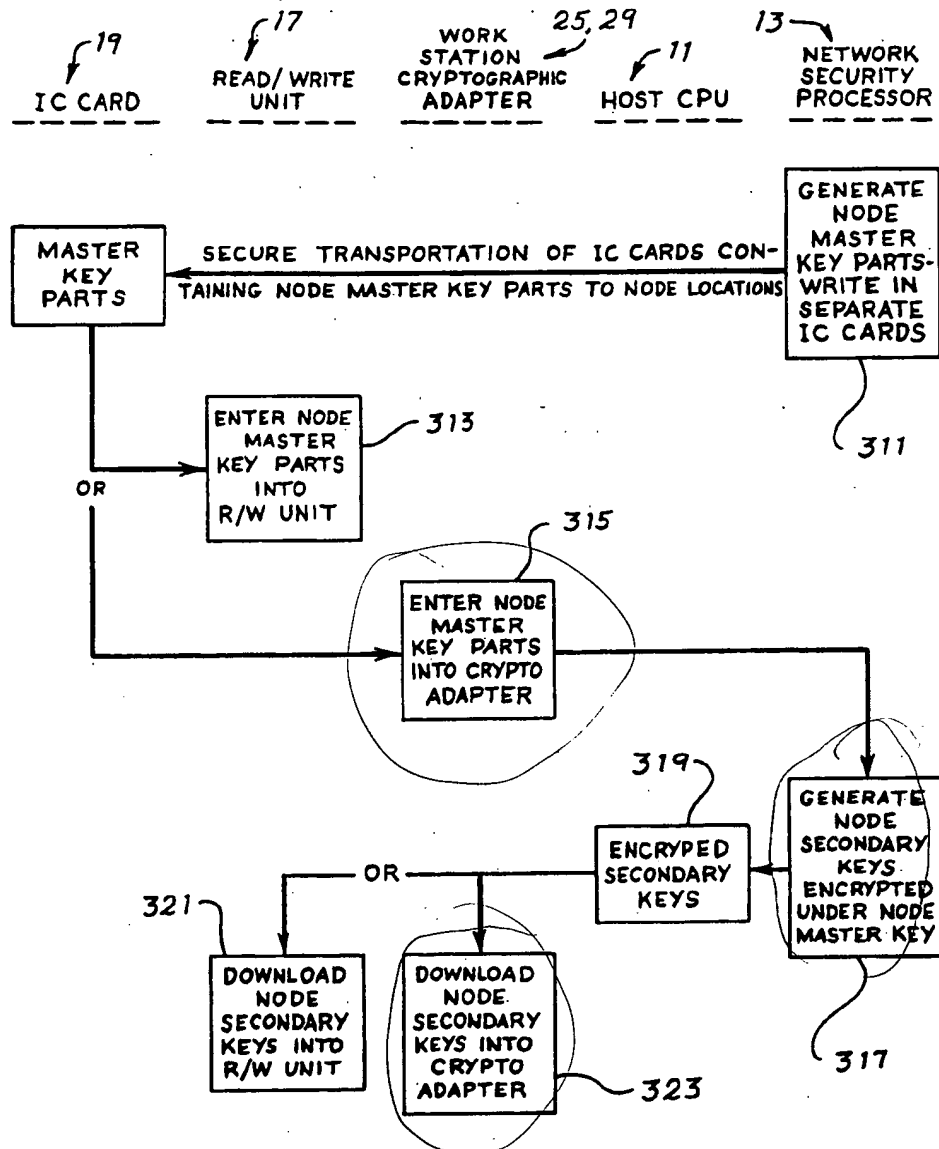 19
IC CARD
17
READ/WRITE
UNIT
25, 29
WORK
STATION
CRYPTOGRAPHIC
ADAPTER
11
HOST CPU
13
NETWORK
SECURITY
PROCESSOR
GENERATE
NODE
MASTER
KEY PARTS-
WRITE IN
SEPARATE
IC CARDS
311
SECURE TRANSPORTATION OF IC CARDS CON-
TAINING NODE MASTER KEY PARTS TO NODE LOCATIONS
MASTER
KEY
PARTS
OR
ENTER NODE
MASTER
KEY PARTS
INTO
R/W UNIT
313
315
ENTER NODE
MASTER
KEY PARTS
INTO CRYPTO
ADAPTER
GENERATE
NODE
SECONDARY
KEYS
ENCRYPTED
UNDER NODE
MASTER KEY
317
319
ENCRYPED
SECONDARY
KEYS
OR
321
DOWNLOAD
NODE
SECONDARY
KEYS INTO
R/W UNIT
DOWNLOAD
NODE
SECONDARY
KEYS INTO
CRYPTO
ADAPTER
323